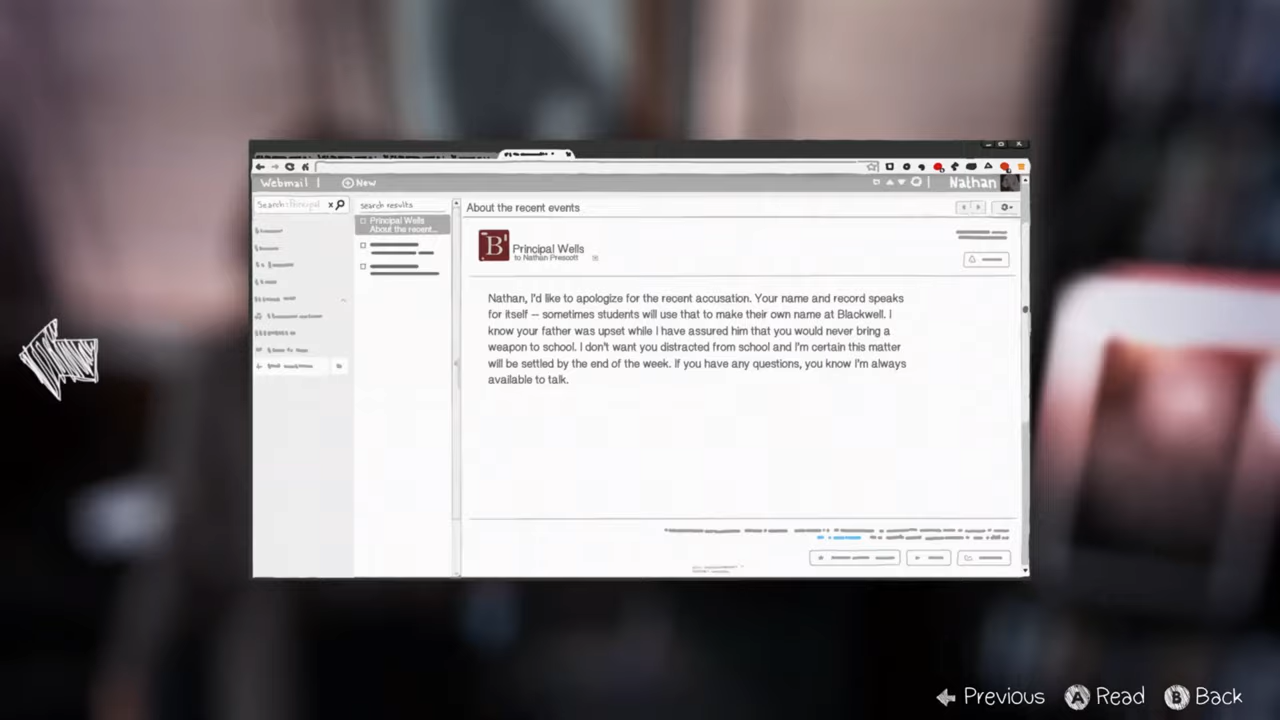 Webmail | New Nathan
Search: Principal x search results About the recent events
Principal Wells
About the recent...
B
Principal Wells
to Nathan Prescott
Nathan, I'd like to apologize for the recent accusation. Your name and record speaks
for itself – sometimes students will use that to make their own name at Blackwell. I
know your father was upset while I have assured him that you would never bring a
weapon to school. I don't want you distracted from school and I'm certain this matter
will be settled by the end of the week. If you have any questions, you know I'm always
available to talk.
Previous A Read B Back